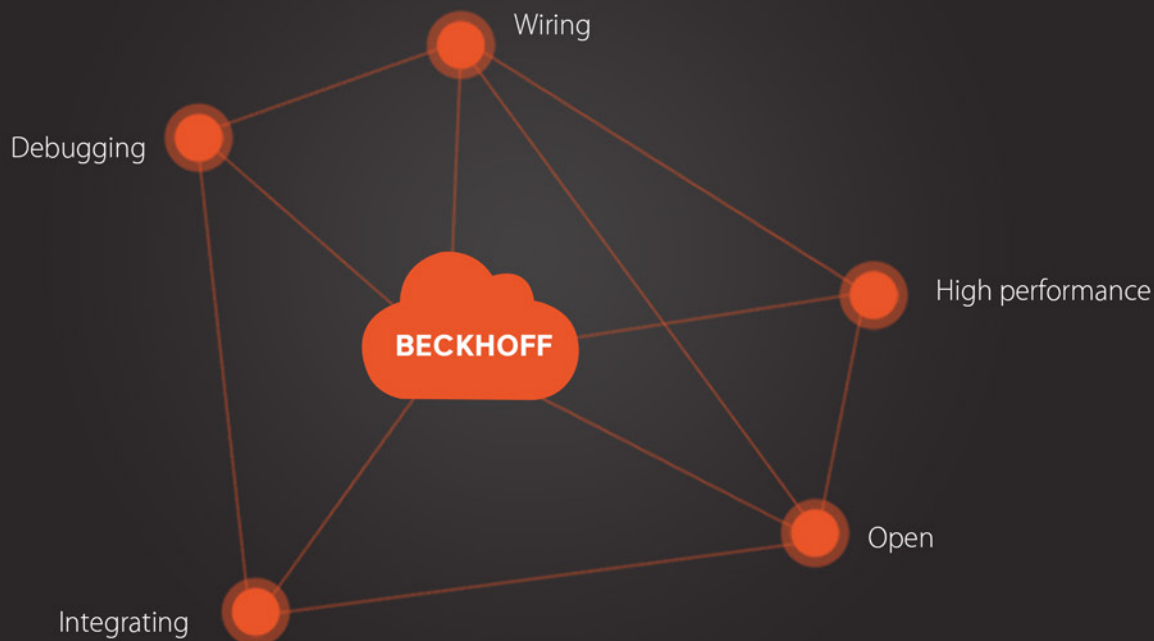 Wiring
Debugging
High performance
BECKHOFF
Open
Integrating